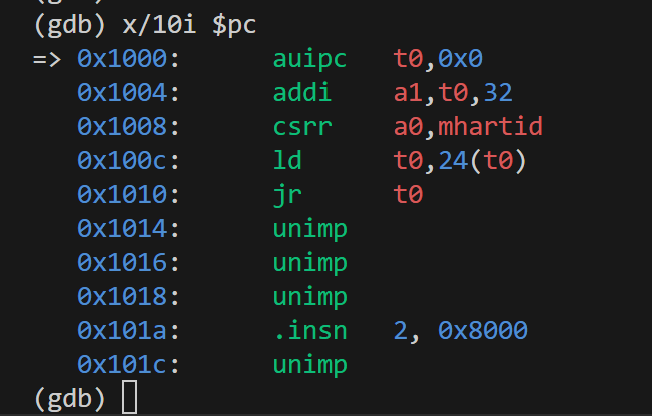 (gdb) x/10i $pc
=> 0x1000:      auipc   t0,0x0
   0x1004:      addi    a1,t0,32
   0x1008:      csrr    a0,mhartid
   0x100c:      ld      t0,24(t0)
   0x1010:      jr      t0
   0x1014:      unimp
   0x1016:      unimp
   0x1018:      unimp
   0x101a:      .insn   2, 0x8000
   0x101c:      unimp
(gdb)